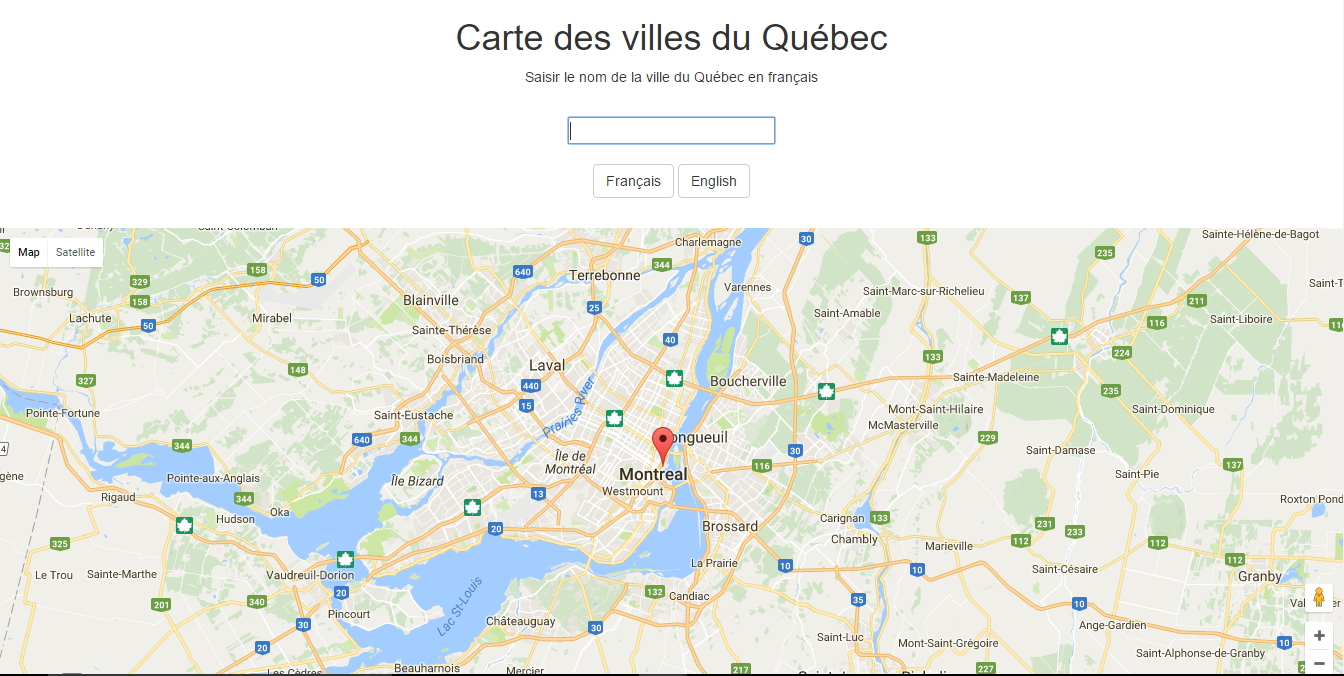 Carte des villes du Québec
Saisir le nom de la ville du Québec en français
Français English
Map Satellite
Charlemagne
30
133
Sainte-Hélène-de-Bagot
235
344
640
Terrebonne
158
50
329
Varennes
Brownsburg
158
Blainville
Saint-Marc-sur-Richelieu
137
211
25
Saint-Amable
Lachute
Mirabel
50
Sainte-Thérèse
116
Saint-Liboire
40
Boisbriand
133
224
Laval
148
327
440
Boucherville
Sainte-Madeleine
235
15
Prairies River
Pointe-Fortune
Saint-Eustache
Mont-Saint-Hilaire
Saint-Dominique
McMasterville
640
344
ongueuil
229
344
30
Saint-Damase
Île de
Montréal
116
137
Montreal
Saint-Pie
Pointe-aux-Anglais
Île Bizard
Westmount
Rigaud
344
13
Roxton Pond
Hudson
Oka
20
Brossard
Carignan
133
231
233
Chambly
112
112
325
Marieville
La Prairie
10
10
112
Le Trou
Sainte-Marthe
Vaudreuil-Dorion
Saint-Césaire
Granby
20
132
Candiac
201
340
35
10
Pincourt
Lac St-Louis
Châteauguay
30
30
Ange-Gardien
Saint-Luc
Mont-Saint-Grégoire
10
20
Saint-Alphonse-de-Granby
Les Cèdres
Beauharnois
Mercier
217
227